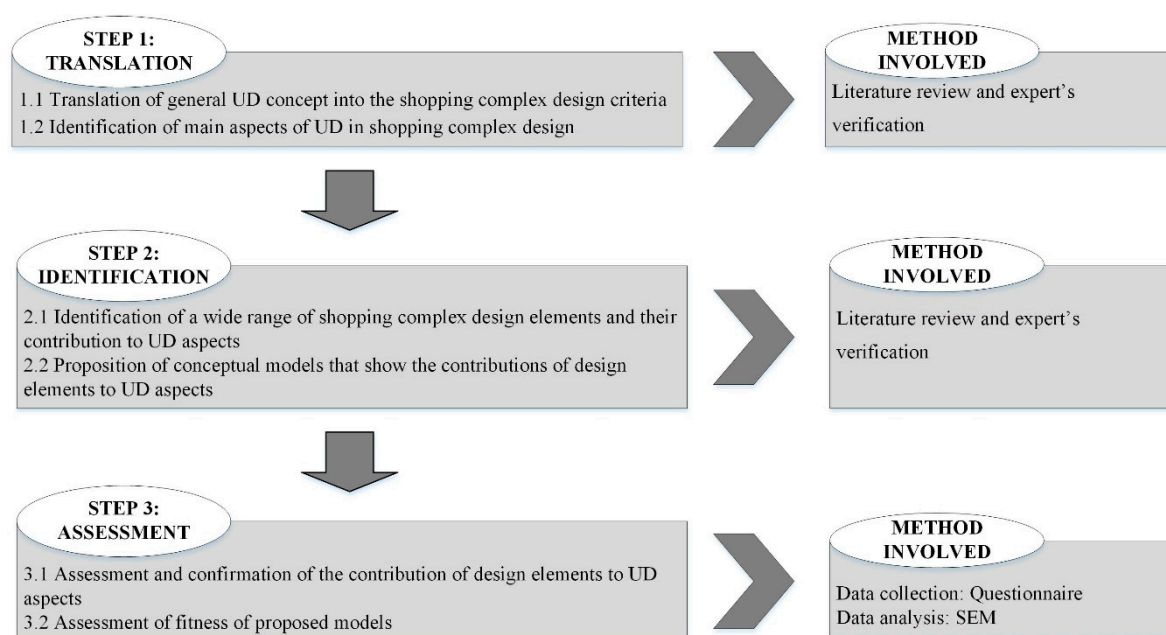 STEP 1:
TRANSLATION
1.1 Translation of general UD concept into the shopping complex design criteria
1.2 Identification of main aspects of UD in shopping complex design
METHOD
INVOLVED
Literature review and expert's
verification
STEP 2:
IDENTIFICATION
2.1 Identification of a wide range of shopping complex design elements and their
contribution to UD aspects
2.2 Proposition of conceptual models that show the contributions of design
elements to UD aspects
METHOD
INVOLVED
Literature review and expert's
verification
STEP 3:
ASSESSMENT
3.1 Assessment and confirmation of the contribution of design elements to UD
aspects
3.2 Assessment of fitness of proposed models
METHOD
INVOLVED
Data collection: Questionnaire
Data analysis: SEM